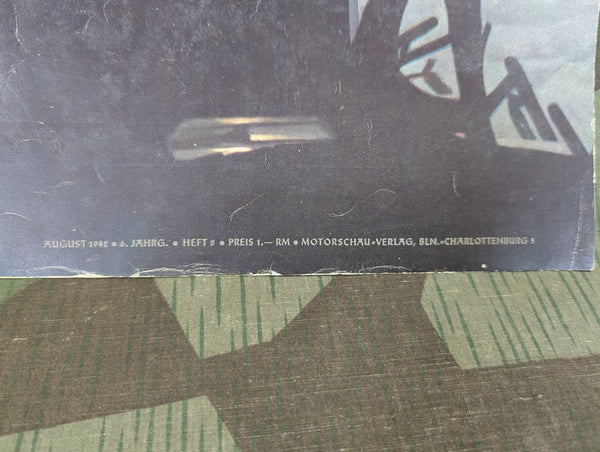 AUGUST 1942 • 6. JAHRG. • HEFT 8 • PREIS 1.— RM • MOTORSCHAU=VERLAG, BLN.=CHARLOTTENBURG 5